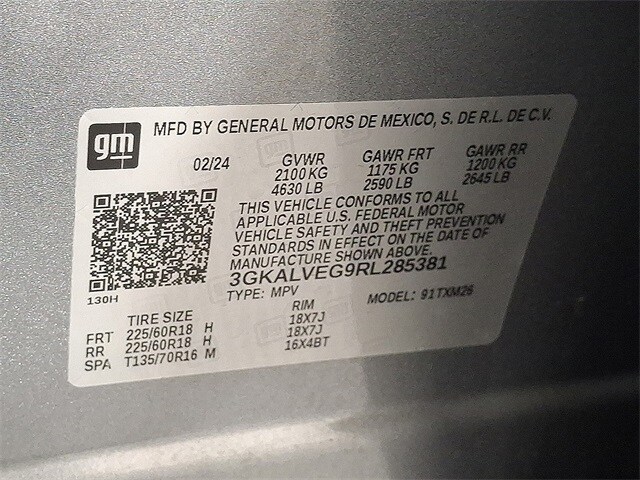 gm
MFD BY GENERAL MOTORS DE MEXICO, S. DE R.L. DE C.V.
02/24 GVWR GAWR FRT GAWR RR
2100 KG 1175 KG 1200 KG
4630 LB 2590 LB 2645 LB
THIS VEHICLE CONFORMS TO ALL
APPLICABLE U.S. FEDERAL MOTOR
VEHICLE SAFETY AND THEFT PREVENTION
STANDARDS IN EFFECT ON THE DATE OF
MANUFACTURE SHOWN ABOVE.
3GKALVEG9RL285381
130H
TYPE: MPV MODEL: 91TXM26
TIRE SIZE RIM
FRT 225/60R18 H 18X7J
RR 225/60R18 H 18X7J
SPA T135/70R16 M 16X4BT